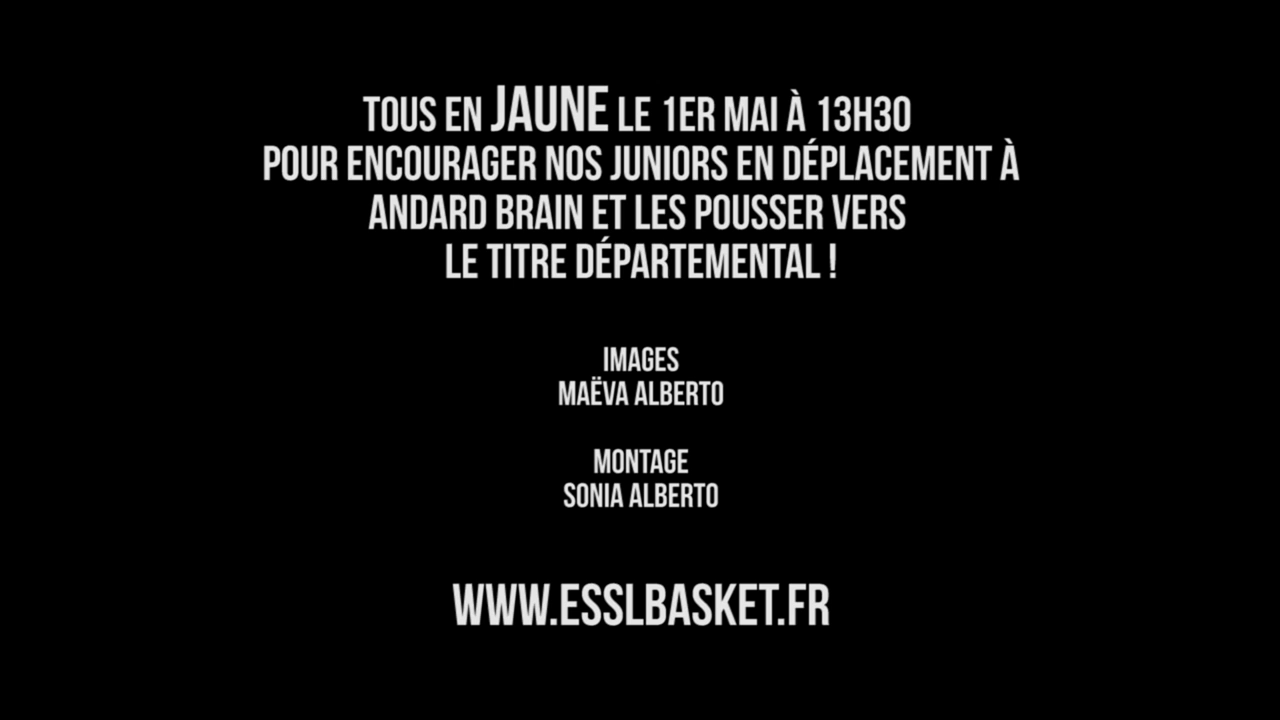 TOUS EN JAUNE LE 1ER MAI À 13H30
POUR ENCOURAGER NOS JUNIORS EN DÉPLACEMENT À
ANDARD BRAIN ET LES POUSSER VERS
LE TITRE DÉPARTEMENTAL !
IMAGES
MAËVA ALBERTO
MONTAGE
SONIA ALBERTO
WWW.ESSLBASKET.FR